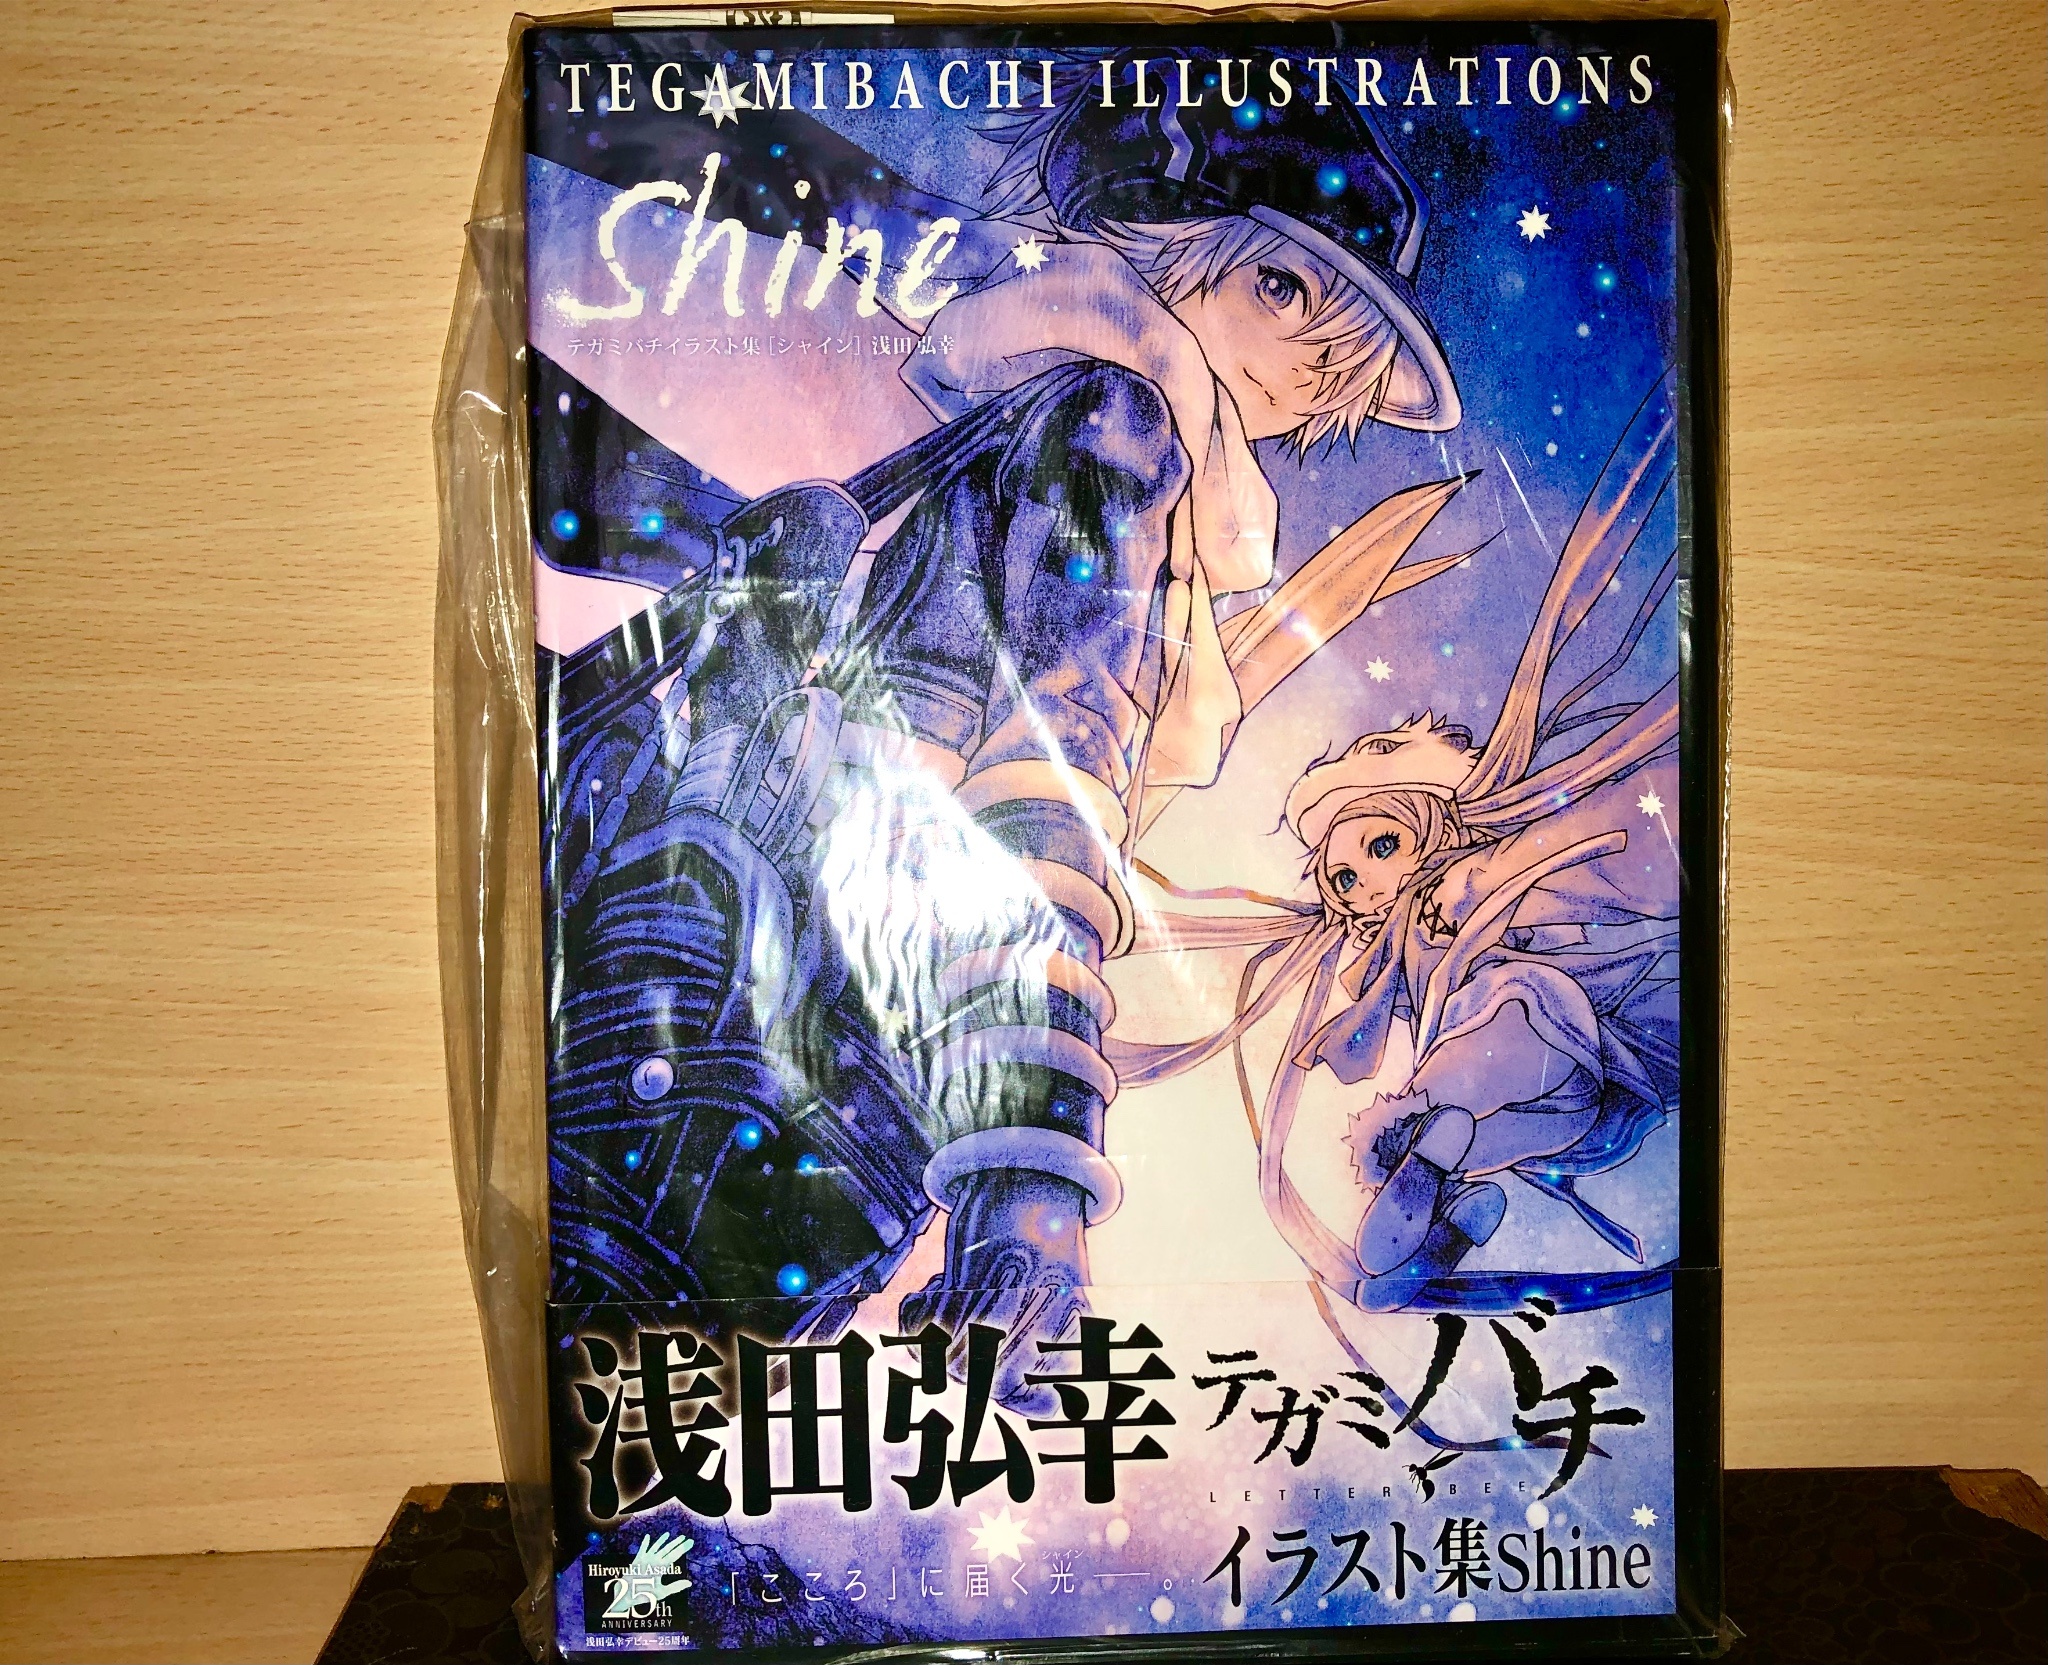 TEGAMIBACHI ILLUSTRATIONS
Shine
テガミバチイラスト集［シャイン］浅田弘幸
浅田弘幸
テガミバチ
LETTER BEE
イラスト集Shine
シャイン
「こころ」に届く光──。
Hiroyuki Asada
25th
ANNIVERSARY
浅田弘幸デビュー25周年